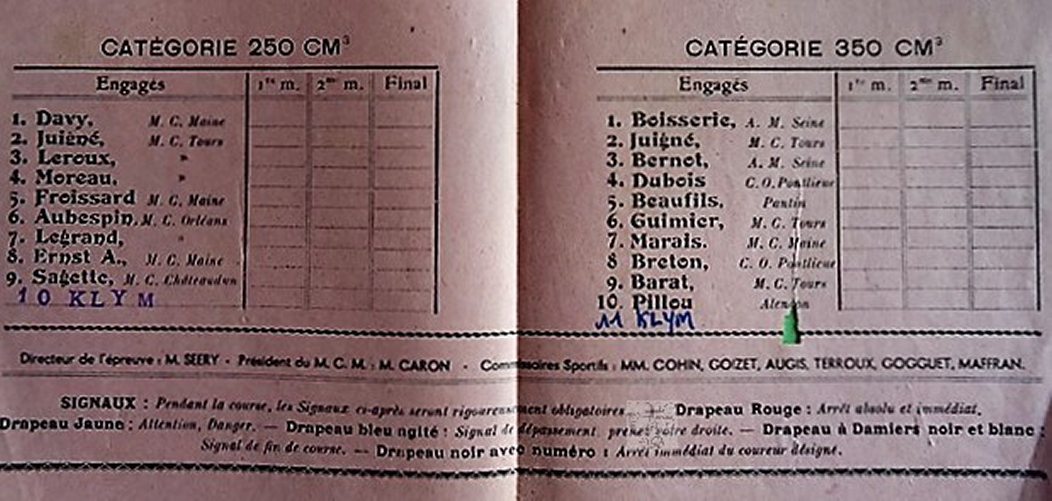 CATÉGORIE 250 CM³
Engagés 1re m. 2me m. Final
1. Davy, M. C. Maine
2. Juigné, M. C. Tours
3. Leroux, »
4. Moreau, »
5. Froissard M. C. Maine
6. Aubespin, M. C. Orléans
7. Legrand, »
8. Ernst A., M. C. Maine
9. Sagette, M. C. Châteaudun
10 KLYM
CATÉGORIE 350 CM³
Engagés 1re m. 2me m. Final
1. Boisserie, A. M. Seine
2. Juigné, M. C. Tours
3. Bernot, A. M. Seine
4. Dubois C. O. Pontlieue
5. Beaufils, Pantin
6. Guimier, M. C. Tours
7. Marais. M. C. Maine
8 Breton, C. O. Pontlieue
9. Barat, M. C. Tours
10. Pillou Alençon
11 KLYM
Directeur de l'épreuve : M. SEERY - Président du M. C. M. : M. CARON - Commissaires Sportifs : MM. COHIN, GOIZET, AUGIS, TERROUX, GOGGUET, MAFFRAN.
SIGNAUX : Pendant la course, les Signaux ci-après seront rigoureusement obligatoires Drapeau Rouge : Arrêt absolu et immédiat.
Drapeau Jaune : Attention, Danger. — Drapeau bleu agité : Signal de dépassement, prenez votre droite. — Drapeau à Damiers noir et blanc :
Signal de fin de course. — Drapeau noir avec numéro : Arrêt immédiat du coureur désigné.